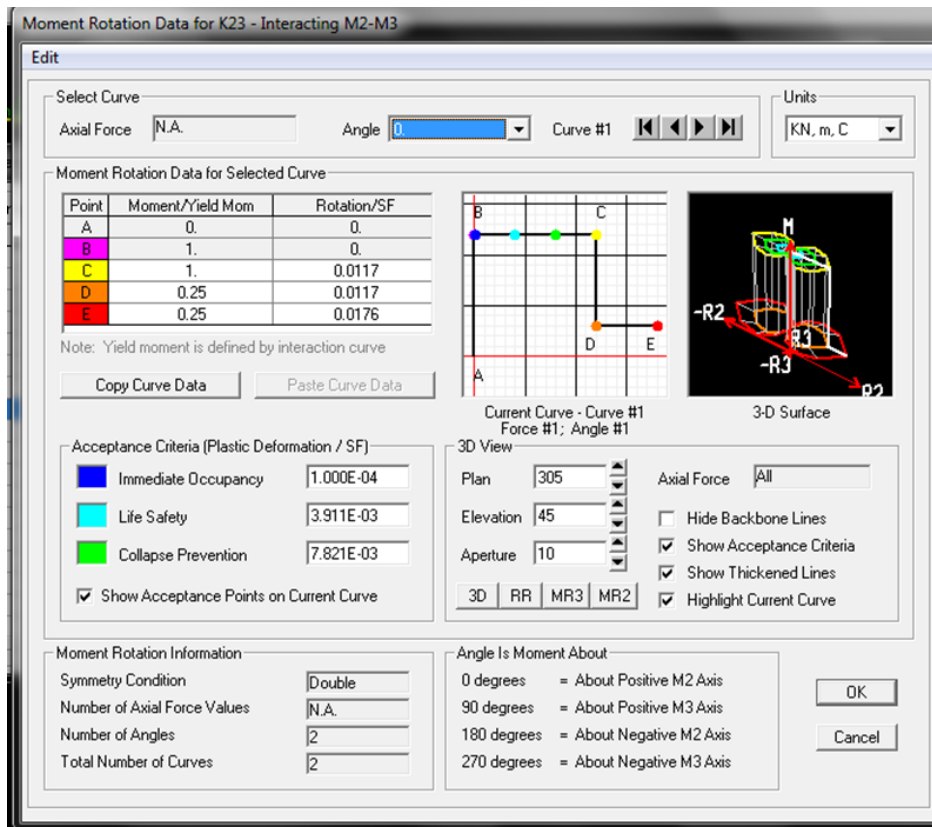 Moment Rotation Data for K23 - Interacting M2-M3
Edit
Select Curve
Axial Force N.A. Angle 0. Curve #1
Units
KN, m, C
Moment Rotation Data for Selected Curve
Point Moment/Yield Mom Rotation/SF
A 0. 0.
B 1. 0.
C 1. 0.0117
D 0.25 0.0117
E 0.25 0.0176
Note: Yield moment is defined by interaction curve
Copy Curve Data Paste Curve Data
B C
D E
A
Current Curve - Curve #1
Force #1; Angle #1
M
-R2
R3
-R3
R2
3-D Surface
Acceptance Criteria (Plastic Deformation / SF)
Immediate Occupancy 1.000E-04
Life Safety 3.911E-03
Collapse Prevention 7.821E-03
Show Acceptance Points on Current Curve
3D View
Plan 305
Elevation 45
Aperture 10
3D RR MR3 MR2
Axial Force All
Hide Backbone Lines
Show Acceptance Criteria
Show Thickened Lines
Highlight Current Curve
Moment Rotation Information
Symmetry Condition Double
Number of Axial Force Values N.A.
Number of Angles 2
Total Number of Curves 2
Angle Is Moment About
0 degrees = About Positive M2 Axis
90 degrees = About Positive M3 Axis
180 degrees = About Negative M2 Axis
270 degrees = About Negative M3 Axis
OK
Cancel